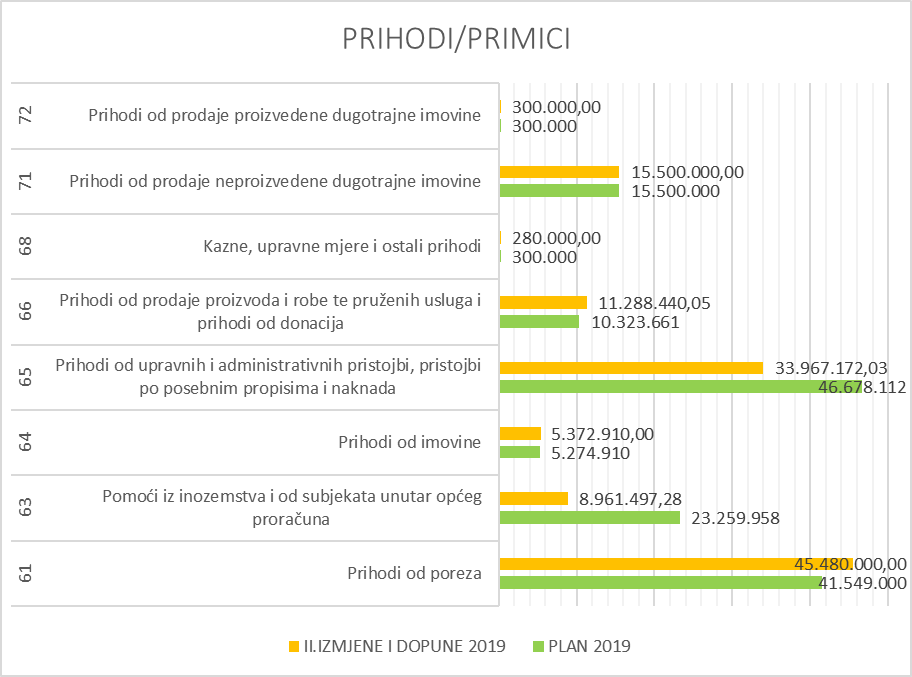 PRIHODI/PRIMICI
72
Prihodi od prodaje proizvedene dugotrajne imovine
300.000,00
300.000
71
Prihodi od prodaje neproizvedene dugotrajne imovine
15.500.000,00
15.500.000
68
Kazne, upravne mjere i ostali prihodi
280.000,00
300.000
66
Prihodi od prodaje proizvoda i robe te pruženih usluga i
prihodi od donacija
11.288.440,05
10.323.661
65
Prihodi od upravnih i administrativnih pristojbi, pristojbi
po posebnim propisima i naknada
33.967.172,03
46.678.112
64
Prihodi od imovine
5.372.910,00
5.274.910
63
Pomoći iz inozemstva i od subjekata unutar općeg
proračuna
8.961.497,28
23.259.958
61
Prihodi od poreza
45.480.000,00
41.549.000
II.IZMJENE I DOPUNE 2019
PLAN 2019